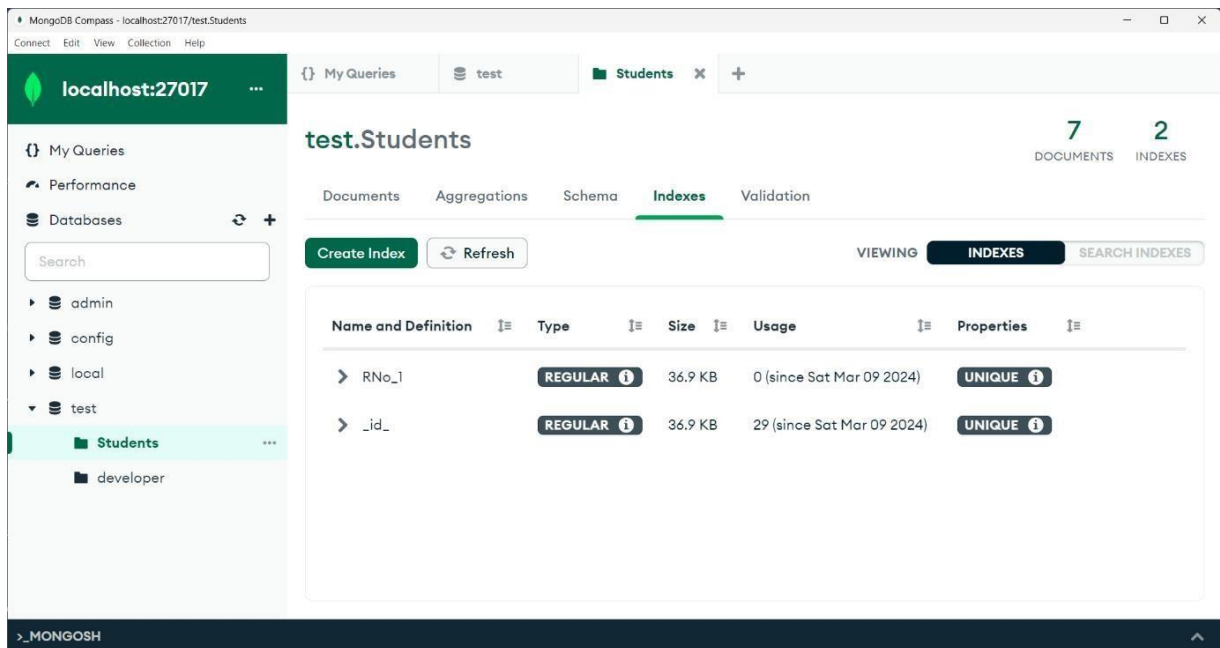 MongoDB Compass - localhost:27017/test.Students
Connect Edit View Collection Help
localhost:27017 ...
{} My Queries
Performance
Databases
Search
admin
config
local
test
Students ...
developer
{} My Queries test Students
test.Students
7 DOCUMENTS
2 INDEXES
Documents Aggregations Schema Indexes Validation
Create Index Refresh VIEWING INDEXES SEARCH INDEXES
Name and Definition Type Size Usage Properties
RNo_1 REGULAR 36.9 KB 0 (since Sat Mar 09 2024) UNIQUE
_id_ REGULAR 36.9 KB 29 (since Sat Mar 09 2024) UNIQUE
>_MONGOSH